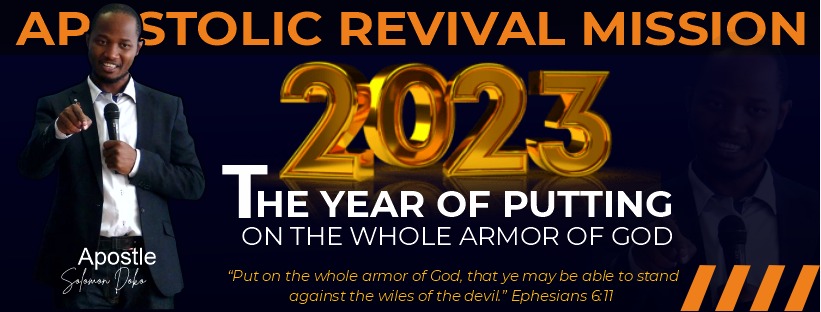 APOSTOLIC REVIVAL MISSION
2023
THE YEAR OF PUTTING
ON THE WHOLE ARMOR OF GOD
Apostle
Solomon Poko
“Put on the whole armor of God, that ye may be able to stand
against the wiles of the devil.” Ephesians 6:11